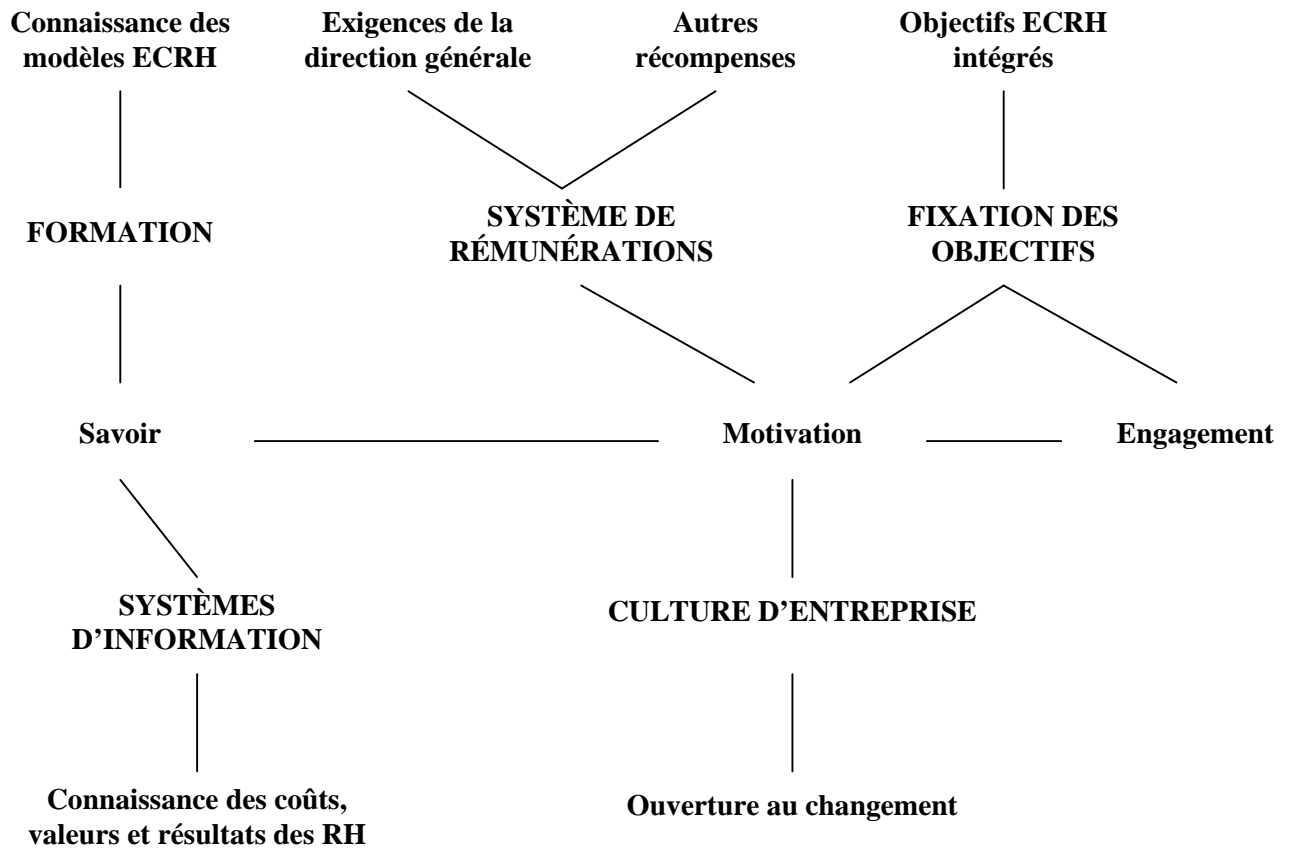 Connaissance des
modèles ECRH
Exigences de la
direction générale
Autres
récompenses
Objectifs ECRH
intégrés
FORMATION
SYSTÈME DE
RÉMUNÉRATIONS
FIXATION DES
OBJECTIFS
Savoir
Motivation
Engagement
SYSTÈMES
D’INFORMATION
CULTURE D’ENTREPRISE
Connaissance des coûts,
valeurs et résultats des RH
Ouverture au changement